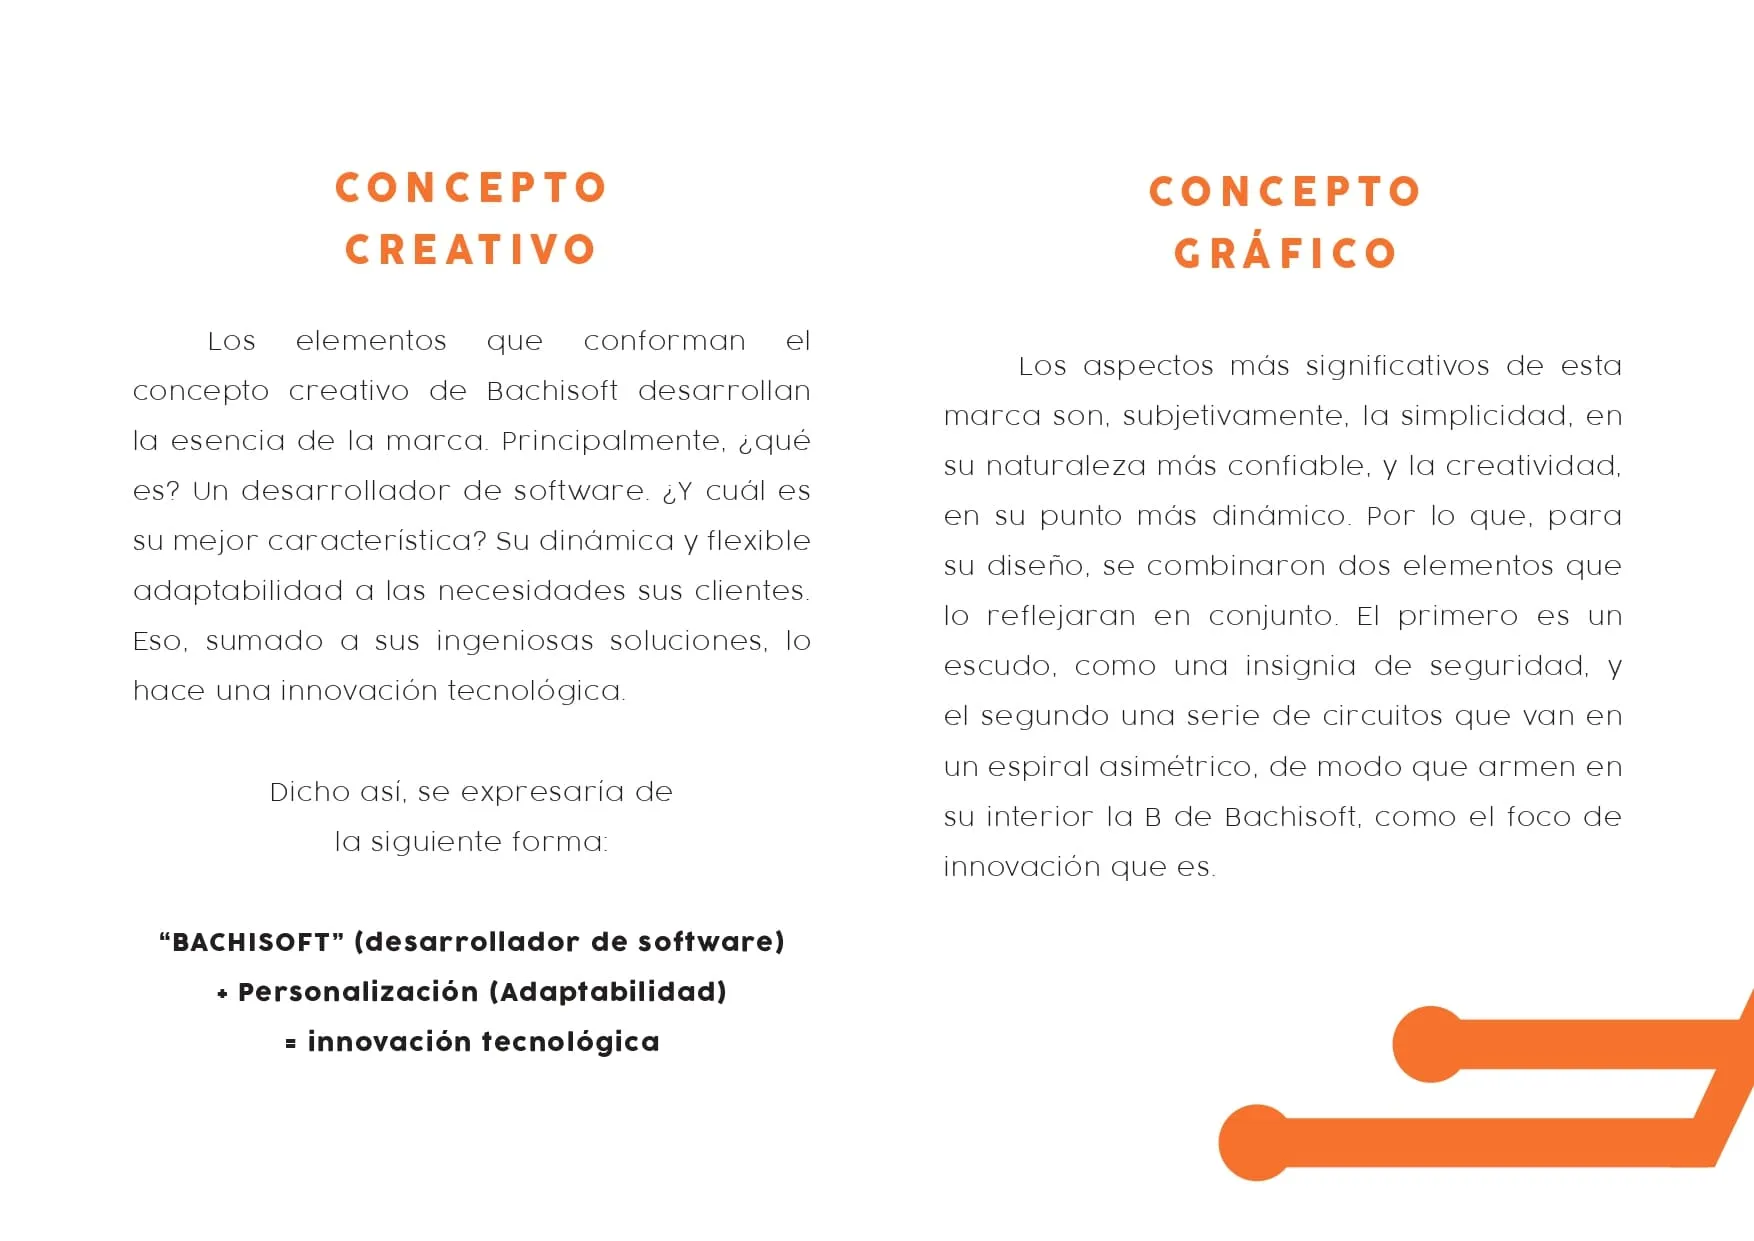 CONCEPTO
CREATIVO
Los elementos que conforman el
concepto creativo de Bachisoft desarrollan
la esencia de la marca. Principalmente, ¿qué
es? Un desarrollador de software. ¿Y cuál es
su mejor característica? Su dinámica y flexible
adaptabilidad a las necesidades sus clientes.
Eso, sumado a sus ingeniosas soluciones, lo
hace una innovación tecnológica.
Dicho así, se expresaría de
la siguiente forma:
“BACHISOFT” (desarrollador de software)
+ Personalización (Adaptabilidad)
= innovación tecnológica
CONCEPTO
GRÁFICO
Los aspectos más significativos de esta
marca son, subjetivamente, la simplicidad, en
su naturaleza más confiable, y la creatividad,
en su punto más dinámico. Por lo que, para
su diseño, se combinaron dos elementos que
lo reflejaran en conjunto. El primero es un
escudo, como una insignia de seguridad, y
el segundo una serie de circuitos que van en
un espiral asimétrico, de modo que armen en
su interior la B de Bachisoft, como el foco de
innovación que es.